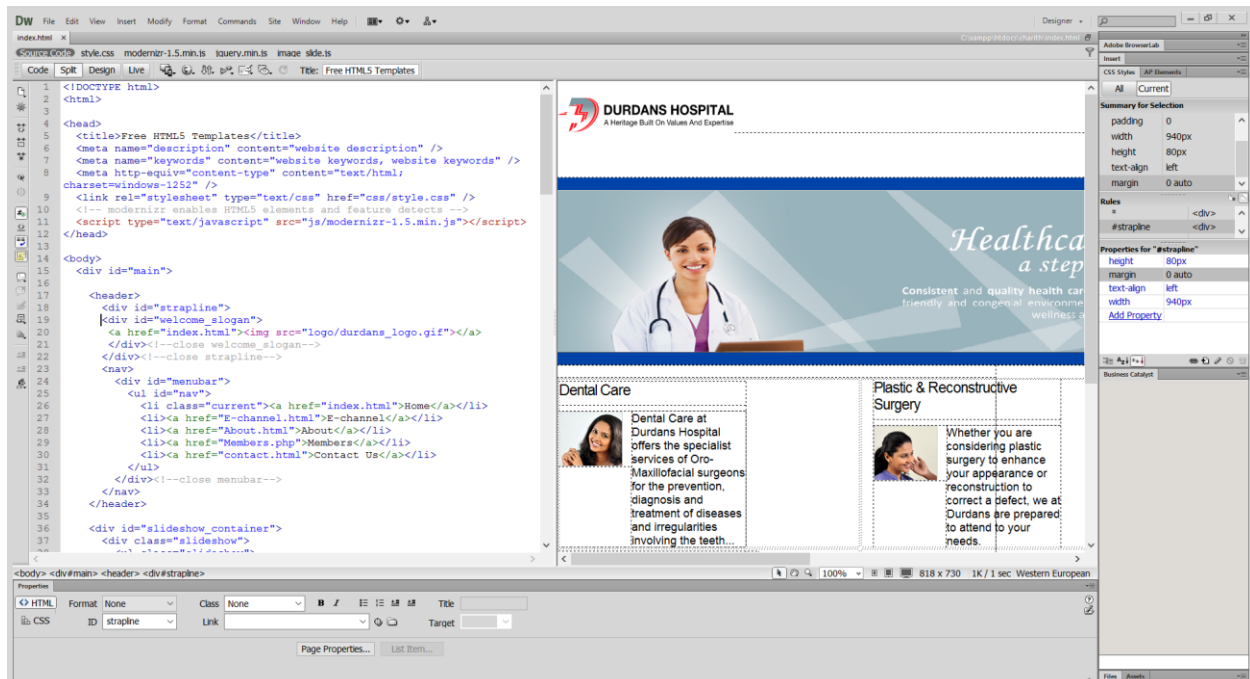 DW File Edit View Insert Modify Format Commands Site Window Help
Designer
index.html ×
C:\xampp\htdocs\charith\index.html
Source Code style.css modernizr-1.5.min.js jquery.min.js image_slide.js
Code Split Design Live Title: Free HTML5 Templates
1 <!DOCTYPE html>
2 <html>
3
4 <head>
5 <title>Free HTML5 Templates</title>
6 <meta name="description" content="website description" />
7 <meta name="keywords" content="website keywords, website keywords" />
8 <meta http-equiv="content-type" content="text/html;
charset=windows-1252" />
9 <link rel="stylesheet" type="text/css" href="css/style.css" />
10 <!-- modernizr enables HTML5 elements and feature detects -->
11 <script type="text/javascript" src="js/modernizr-1.5.min.js"></script>
12 </head>
13
14 <body>
15 <div id="main">
16
17 <header>
18 <div id="strapline">
19 <div id="welcome_slogan">
20 <a href="index.html"><img src="logo/durdans_logo.gif"></a>
21 </div><!--close welcome_slogan-->
22 </div><!--close strapline-->
23 <nav>
24 <div id="menubar">
25 <ul id="nav">
26 <li class="current"><a href="index.html">Home</a></li>
27 <li><a href="E-channel.html">E-channel</a></li>
28 <li><a href="About.html">About</a></li>
29 <li><a href="Members.php">Members</a></li>
30 <li><a href="contact.html">Contact Us</a></li>
31 </ul>
32 </div><!--close menubar-->
33 </nav>
34 </header>
35
36 <div id="slideshow_container">
37 <div class="slideshow">
DURDANS HOSPITAL
A Heritage Built On Values And Expertise
Healthca
a step
Consistent and quality health car
friendly and congenial environme
wellness a
Dental Care
Dental Care at
Durdans Hospital
offers the specialist
services of Oro-
Maxillofacial surgeons
for the prevention,
diagnosis and
treatment of diseases
and irregularities
involving the teeth...
Plastic & Reconstructive
Surgery
Whether you are
considering plastic
surgery to enhance
your appearance or
reconstruction to
correct a defect, we at
Durdans are prepared
to attend to your
needs.
<body> <div#main> <header> <div#strapline>
100% 818 x 730 1K / 1 sec Western European
Properties
<> HTML Format None Class None B I Title
CSS ID strapline Link Target
Page Properties... List Item...
Adobe BrowserLab
Insert
CSS Styles AP Elements
All Current
Summary for Selection
padding 0
width 940px
height 80px
text-align left
margin 0 auto
Rules
* <div>
#strapline <div>
Properties for "#strapline"
height 80px
margin 0 auto
text-align left
width 940px
Add Property
Business Catalyst
Files Assets